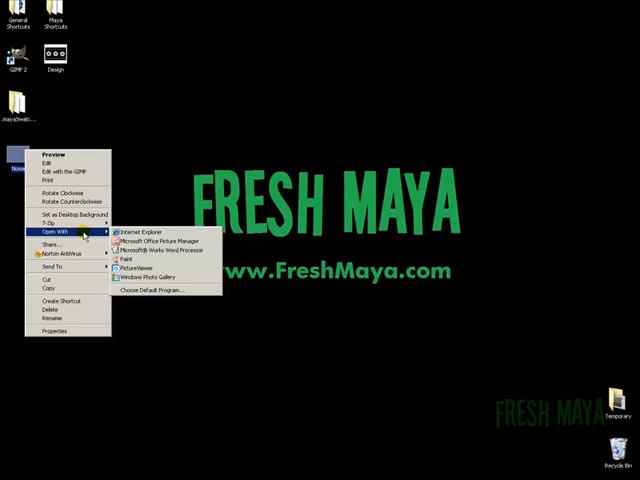 General
Shortcuts
Maya
Shortcuts
GIMP 2
Design
.mayaSwatc...
Noise
Preview
Edit
Edit with the GIMP
Print
Rotate Clockwise
Rotate Counterclockwise
Set as Desktop Background
7-Zip
Open With
Share...
Norton AntiVirus
Send To
Cut
Copy
Create Shortcut
Delete
Rename
Properties
Internet Explorer
Microsoft Office Picture Manager
Microsoft® Works Word Processor
Paint
PictureViewer
Windows Photo Gallery
Choose Default Program...
FRESH MAYA
www.FreshMaya.com
FRESH MAYA
Temporary
Recycle Bin